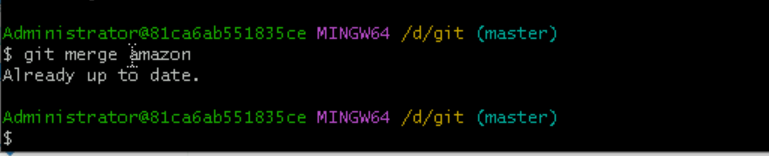 Administrator@81ca6ab551835ce MINGW64 /d/git (master)
$ git merge amazon
Already up to date.
Administrator@81ca6ab551835ce MINGW64 /d/git (master)
$